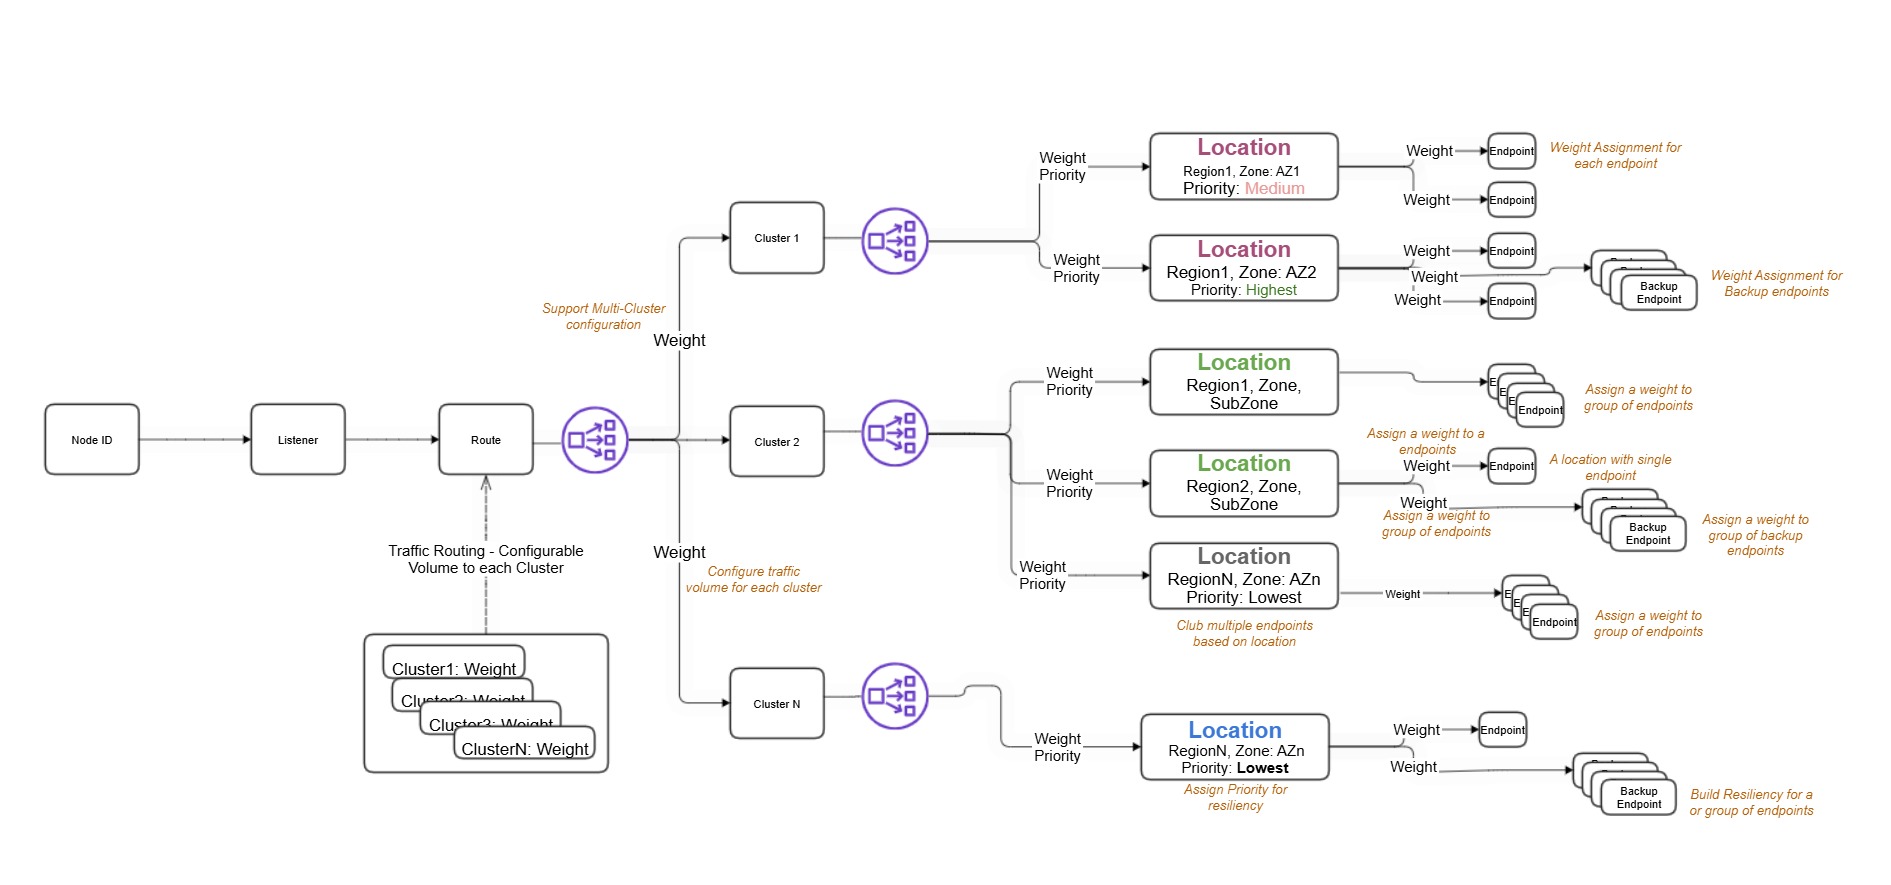 Node ID
Listener
Route
Traffic Routing - Configurable
Volume to each Cluster
Cluster1: Weight
Cluster2: Weight
Cluster3: Weight
ClusterN: Weight
Support Multi-Cluster
configuration
Weight
Weight
Configure traffic
volume for each cluster
Cluster 1
Weight
Priority
Location
Region1, Zone: AZ1
Priority: Medium
Weight
Endpoint
Weight Assignment for
each endpoint
Weight
Endpoint
Weight
Priority
Location
Region1, Zone: AZ2
Priority: Highest
Weight
Endpoint
Weight
Backup
Endpoint
Weight Assignment for
Backup endpoints
Weight
Endpoint
Cluster 2
Weight
Priority
Location
Region1, Zone,
SubZone
E
E
E
Endpoint
Assign a weight to
group of endpoints
Weight
Priority
Location
Region2, Zone,
SubZone
Assign a weight to a
endpoints
Weight
Endpoint
A location with single
endpoint
Weight
Assign a weight to
group of endpoints
Backup
Endpoint
Assign a weight to
group of backup
endpoints
Weight
Priority
Location
RegionN, Zone: AZn
Priority: Lowest
Club multiple endpoints
based on location
Weight
E
E
E
Endpoint
Assign a weight to
group of endpoints
Cluster N
Weight
Priority
Location
RegionN, Zone: AZn
Priority: Lowest
Assign Priority for
resiliency
Weight
Endpoint
Weight
Backup
Endpoint
Build Resiliency for a
or group of endpoints